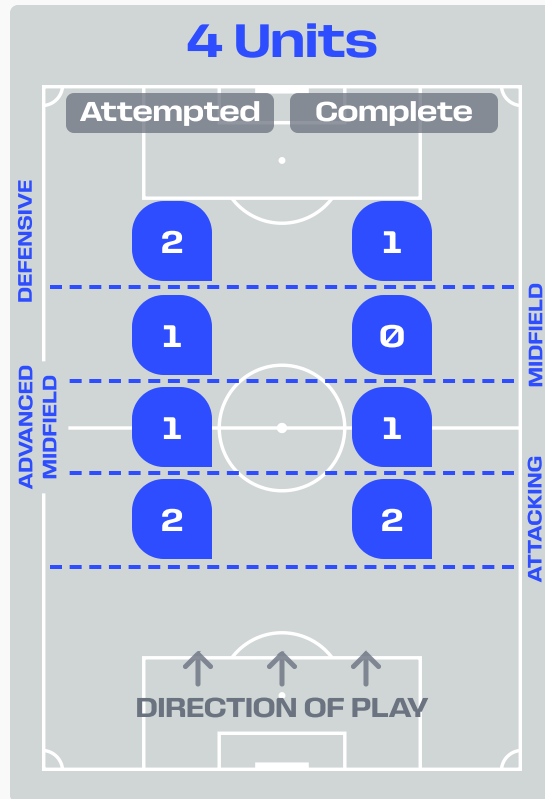 4 Units
Attempted Complete
DEFENSIVE
2 1
MIDFIELD
1 0
ADVANCED
MIDFIELD
1 1
ATTACKING
2 2
DIRECTION OF PLAY